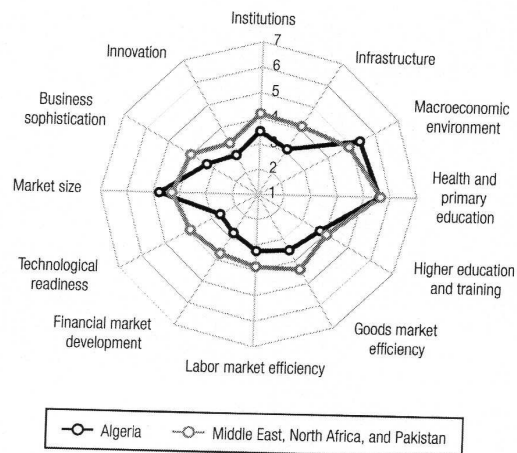 Institutions
Infrastructure
Macroeconomic
environment
Health and
primary
education
Higher education
and training
Goods market
efficiency
Labor market efficiency
Financial market
development
Technological
readiness
Market size
Business
sophistication
Innovation
7
6
5
4
3
2
1
Algeria
Middle East, North Africa, and Pakistan